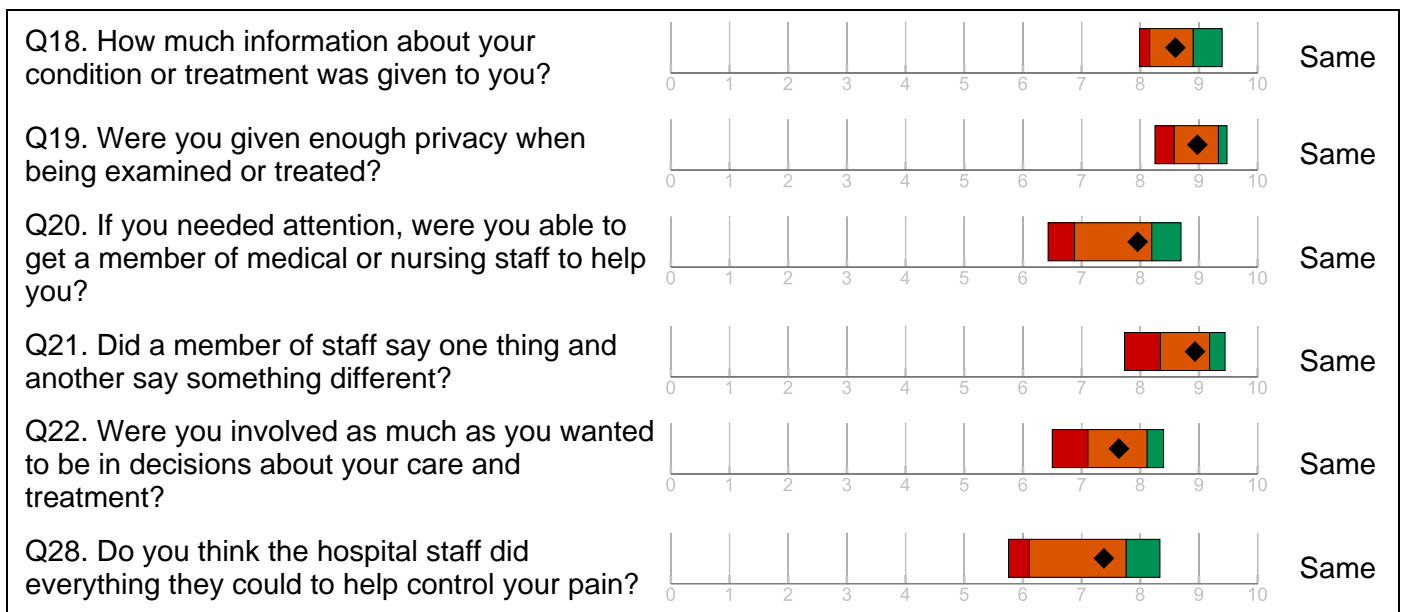 Q18. How much information about your
condition or treatment was given to you?
0 1 2 3 4 5 6 7 8 9 10
Same
Q19. Were you given enough privacy when
being examined or treated?
0 1 2 3 4 5 6 7 8 9 10
Same
Q20. If you needed attention, were you able to
get a member of medical or nursing staff to help
you?
0 1 2 3 4 5 6 7 8 9 10
Same
Q21. Did a member of staff say one thing and
another say something different?
0 1 2 3 4 5 6 7 8 9 10
Same
Q22. Were you involved as much as you wanted
to be in decisions about your care and
treatment?
0 1 2 3 4 5 6 7 8 9 10
Same
Q28. Do you think the hospital staff did
everything they could to help control your pain?
0 1 2 3 4 5 6 7 8 9 10
Same